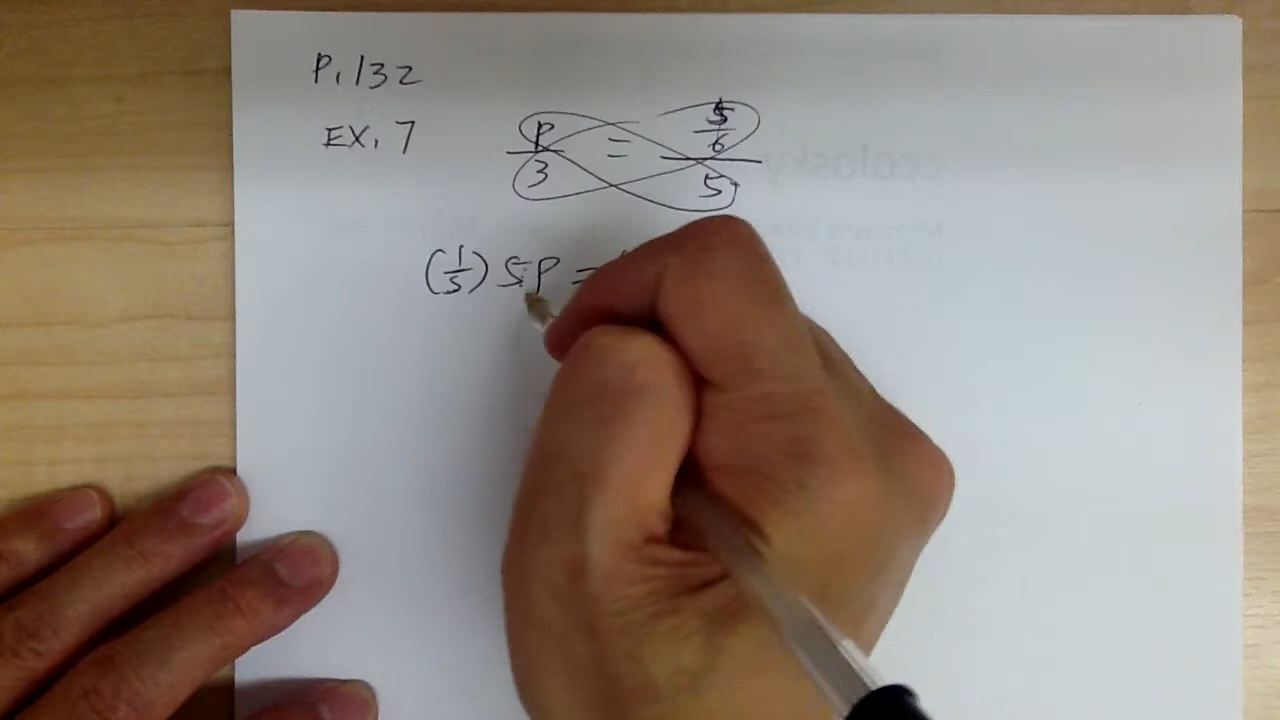 P. 132
EX. 7
p/3 = (5/6)/5
(1/5) 5p =